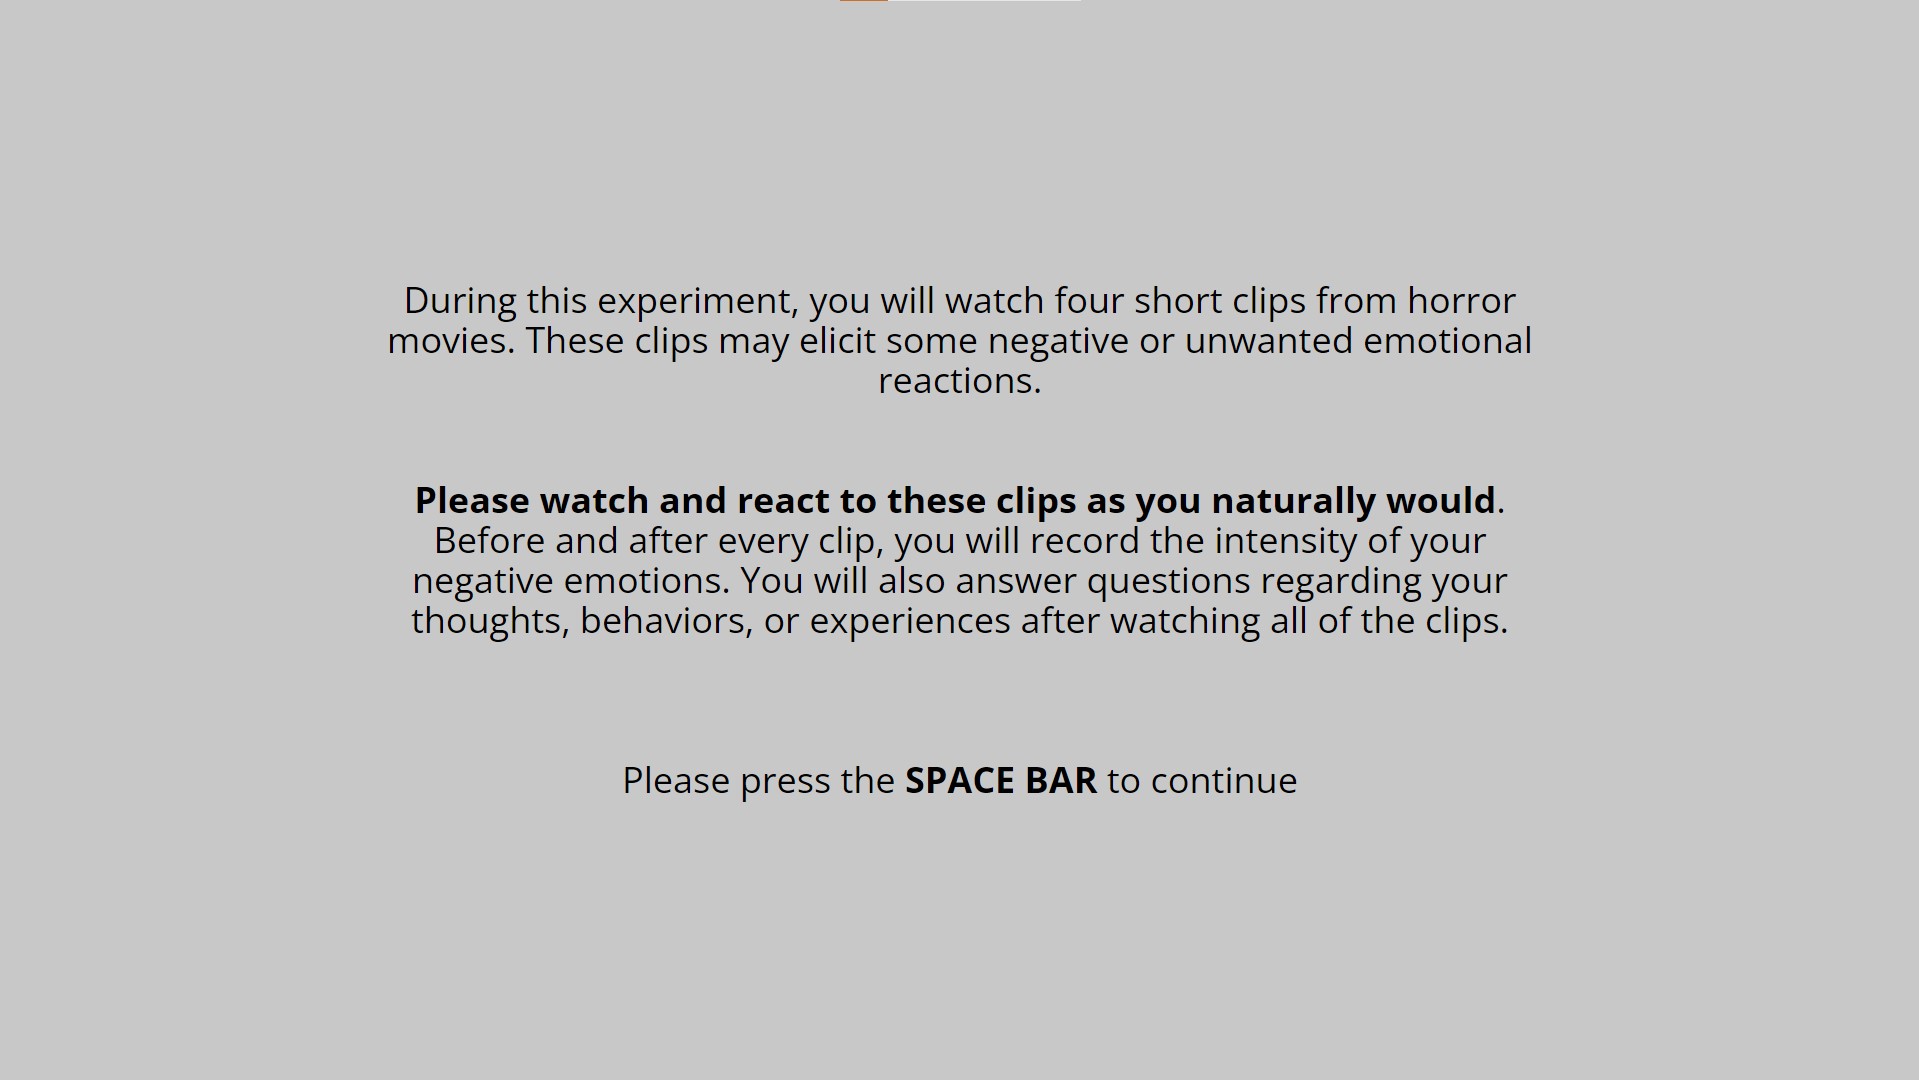 During this experiment, you will watch four short clips from horror
movies. These clips may elicit some negative or unwanted emotional
reactions.
Please watch and react to these clips as you naturally would.
Before and after every clip, you will record the intensity of your
negative emotions. You will also answer questions regarding your
thoughts, behaviors, or experiences after watching all of the clips.
Please press the SPACE BAR to continue